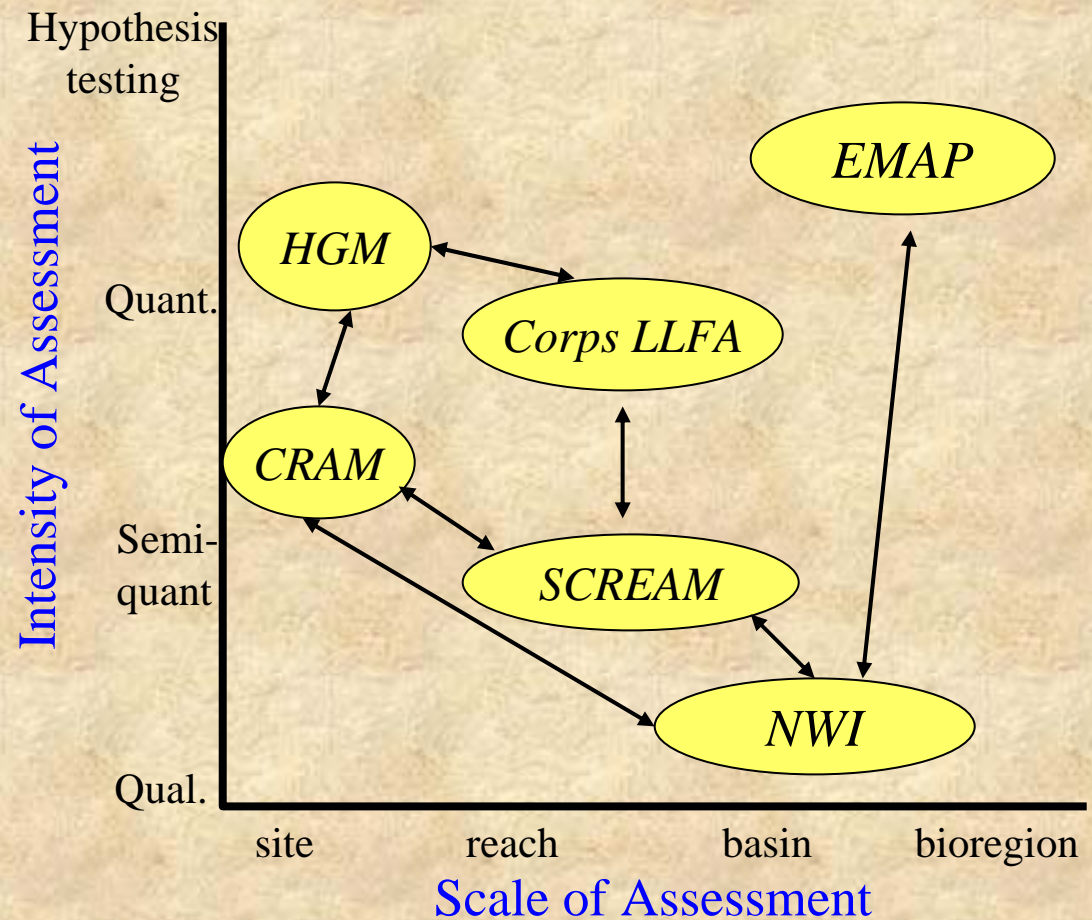 Hypothesis
testing
Intensity of Assessment
EMAP
HGM
Quant.
Corps LLFA
CRAM
Semi-
quant
SCREAM
NWI
Qual.
site reach basin bioregion
Scale of Assessment